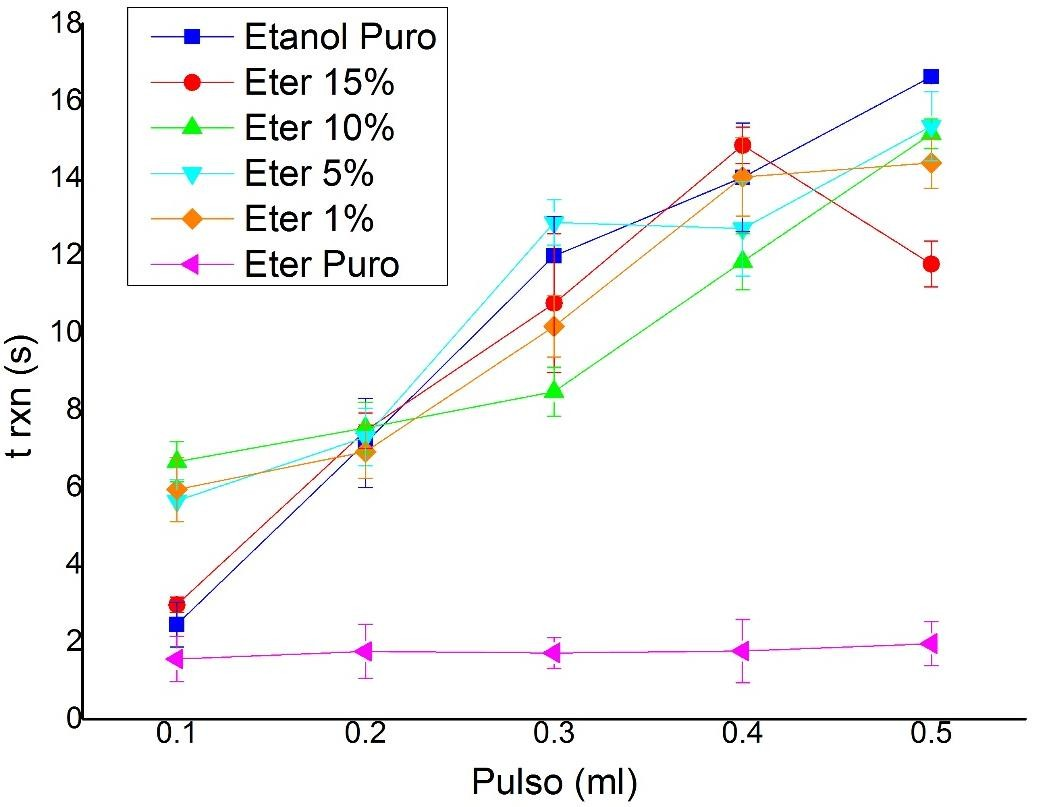 18
16
14
12
10
8
6
4
2
0
t rxn (s)
Etanol Puro
Eter 15%
Eter 10%
Eter 5%
Eter 1%
Eter Puro
0.1 0.2 0.3 0.4 0.5
Pulso (ml)